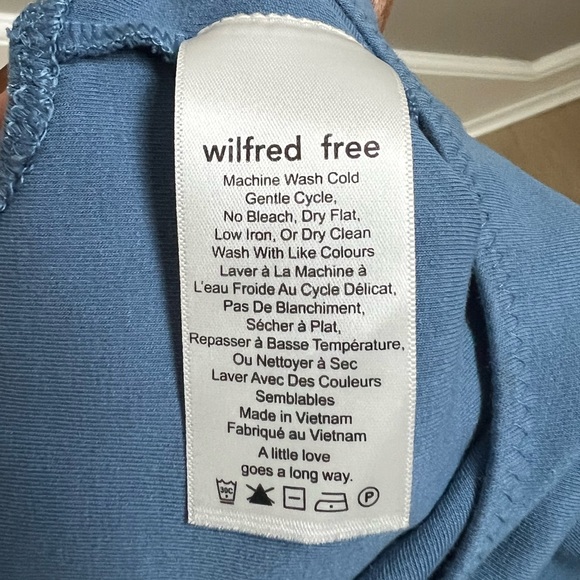 wilfred free
Machine Wash Cold
Gentle Cycle,
No Bleach, Dry Flat,
Low Iron, Or Dry Clean
Wash With Like Colours
Laver à La Machine à
L'eau Froide Au Cycle Délicat,
Pas De Blanchiment,
Sécher à Plat,
Repasser à Basse Température,
Ou Nettoyer à Sec
Laver Avec Des Couleurs
Semblables
Made in Vietnam
Fabriqué au Vietnam
A little love
goes a long way.
30C P